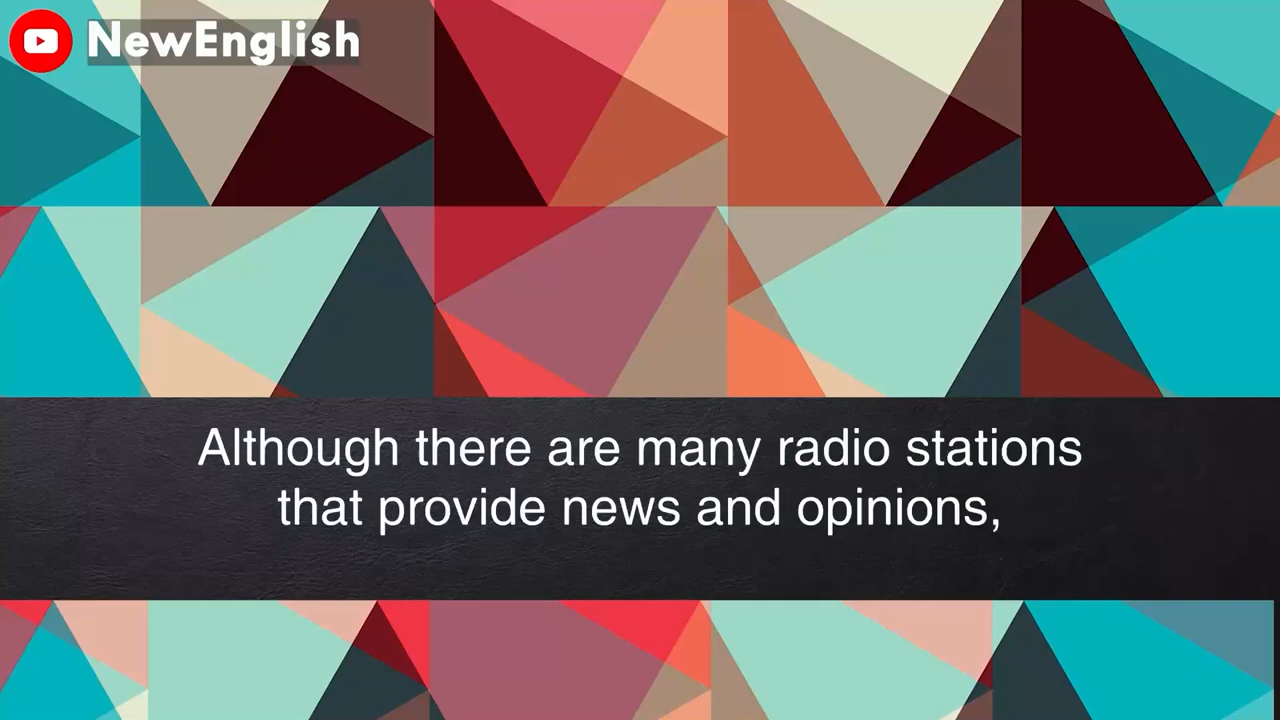 NewEnglish
Although there are many radio stations
that provide news and opinions,